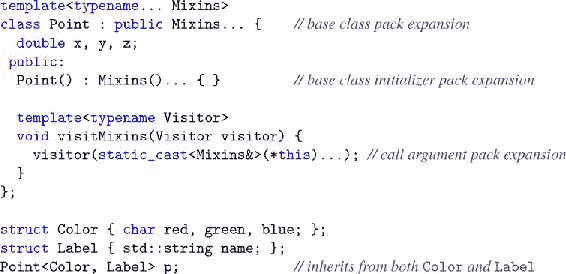 template<typename... Mixins>
class Point : public Mixins... { // base class pack expansion
double x, y, z;
public:
Point() : Mixins()... { } // base class initializer pack expansion
template<typename Visitor>
void visitMixins(Visitor visitor) {
visitor(static_cast<Mixins&>(*this)...); // call argument pack expansion
}
};
struct Color { char red, green, blue; };
struct Label { std::string name; };
Point<Color, Label> p; // inherits from both Color and Label